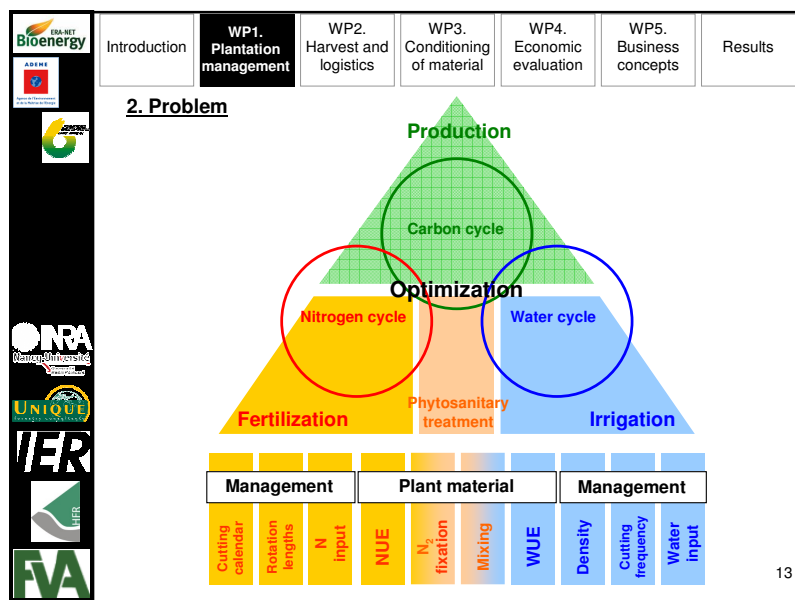 ERA-NET
Bioenergy
Introduction
WP1.
Plantation
management
WP2.
Harvest and
logistics
WP3.
Conditioning
of material
WP4.
Economic
evaluation
WP5.
Business
concepts
Results
ADEME
2. Problem
Production
Carbon cycle
Optimization
Nitrogen cycle
Water cycle
Fertilization
Phytosanitary
treatment
Irrigation
INRA
Nancy-Université
UNIQUE
IER
HFR
FVA
Management
Plant material
Management
Cutting
calendar
Rotation
lengths
N
input
NUE
N2
fixation
Mixing
WUE
Density
Cutting
frequency
Water
input
13